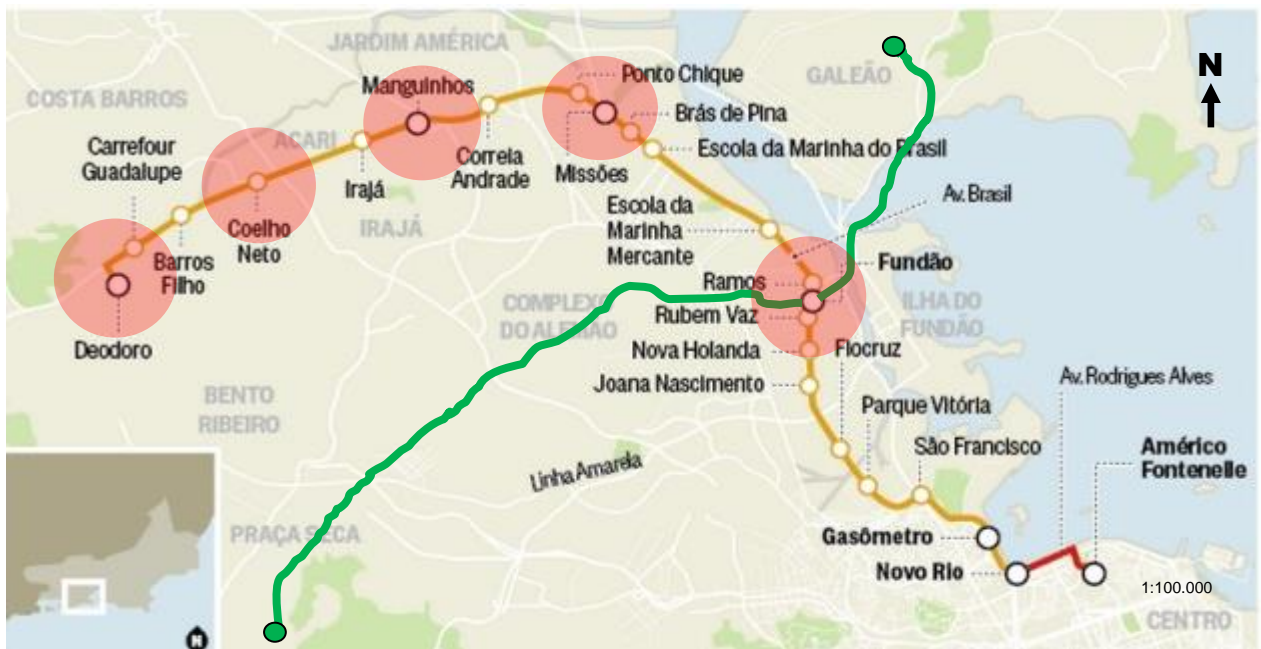 JARDIM AMÉRICA
N
Manguinhos
Ponto Chique
GALEÃO
COSTA BARROS
Brás de Pina
ACARI
Carrefour
Guadalupe
Correia
Andrade
Escola da Marinha do Brasil
Missões
Irajá
Av. Brasil
Escola da
Marinha
Mercante
Coelho
Neto
IRAJÁ
Barros
Filho
Fundão
Ramos
COMPLEXO
DO ALEMÃO
ILHA DO
FUNDÃO
Rubem Vaz
Deodoro
Nova Holanda
Fiocruz
Joana Nascimento
Av. Rodrigues Alves
BENTO
RIBEIRO
Parque Vitória
São Francisco
Américo
Fontenelle
Linha Amarela
PRAÇA SECA
Gasômetro
Novo Rio
1:100.000
CENTRO
N